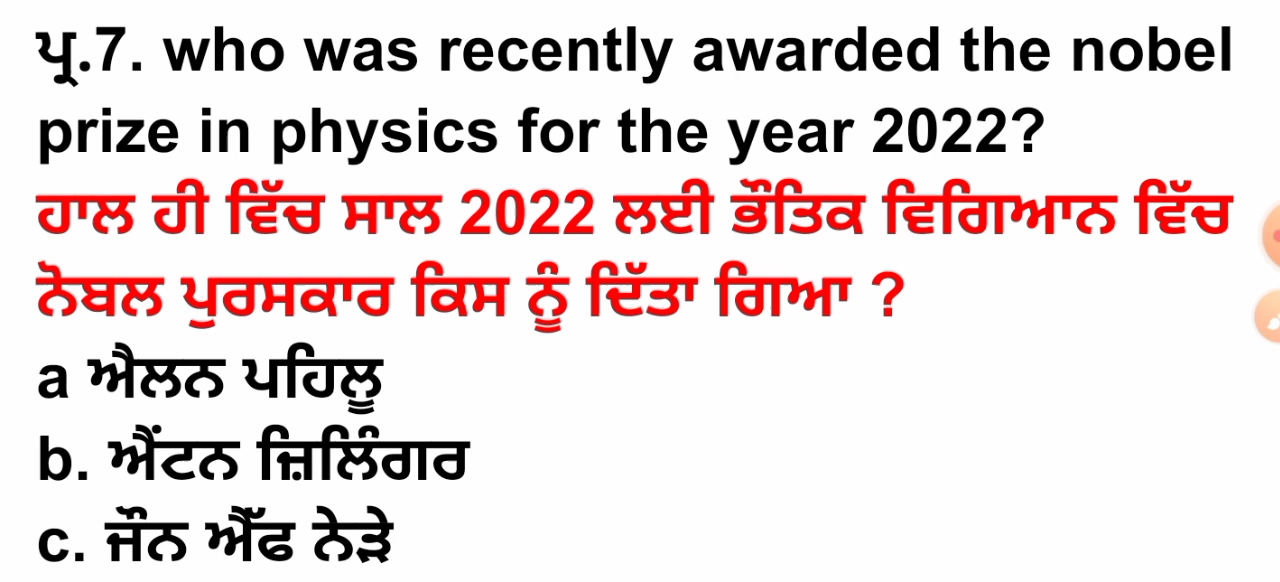 ਪ੍ਰ.7. who was recently awarded the nobel
prize in physics for the year 2022?
ਹਾਲ ਹੀ ਵਿੱਚ ਸਾਲ 2022 ਲਈ ਭੌਤਿਕ ਵਿਗਿਆਨ ਵਿੱਚ
ਨੋਬਲ ਪੁਰਸਕਾਰ ਕਿਸ ਨੂੰ ਦਿੱਤਾ ਗਿਆ ?
a ਐਲਨ ਪਹਿਲੂ
b. ਐਂਟਨ ਜ਼ਿਲਿੰਗਰ
c. ਜੌਨ ਐੱਫ ਨੇੜੇ